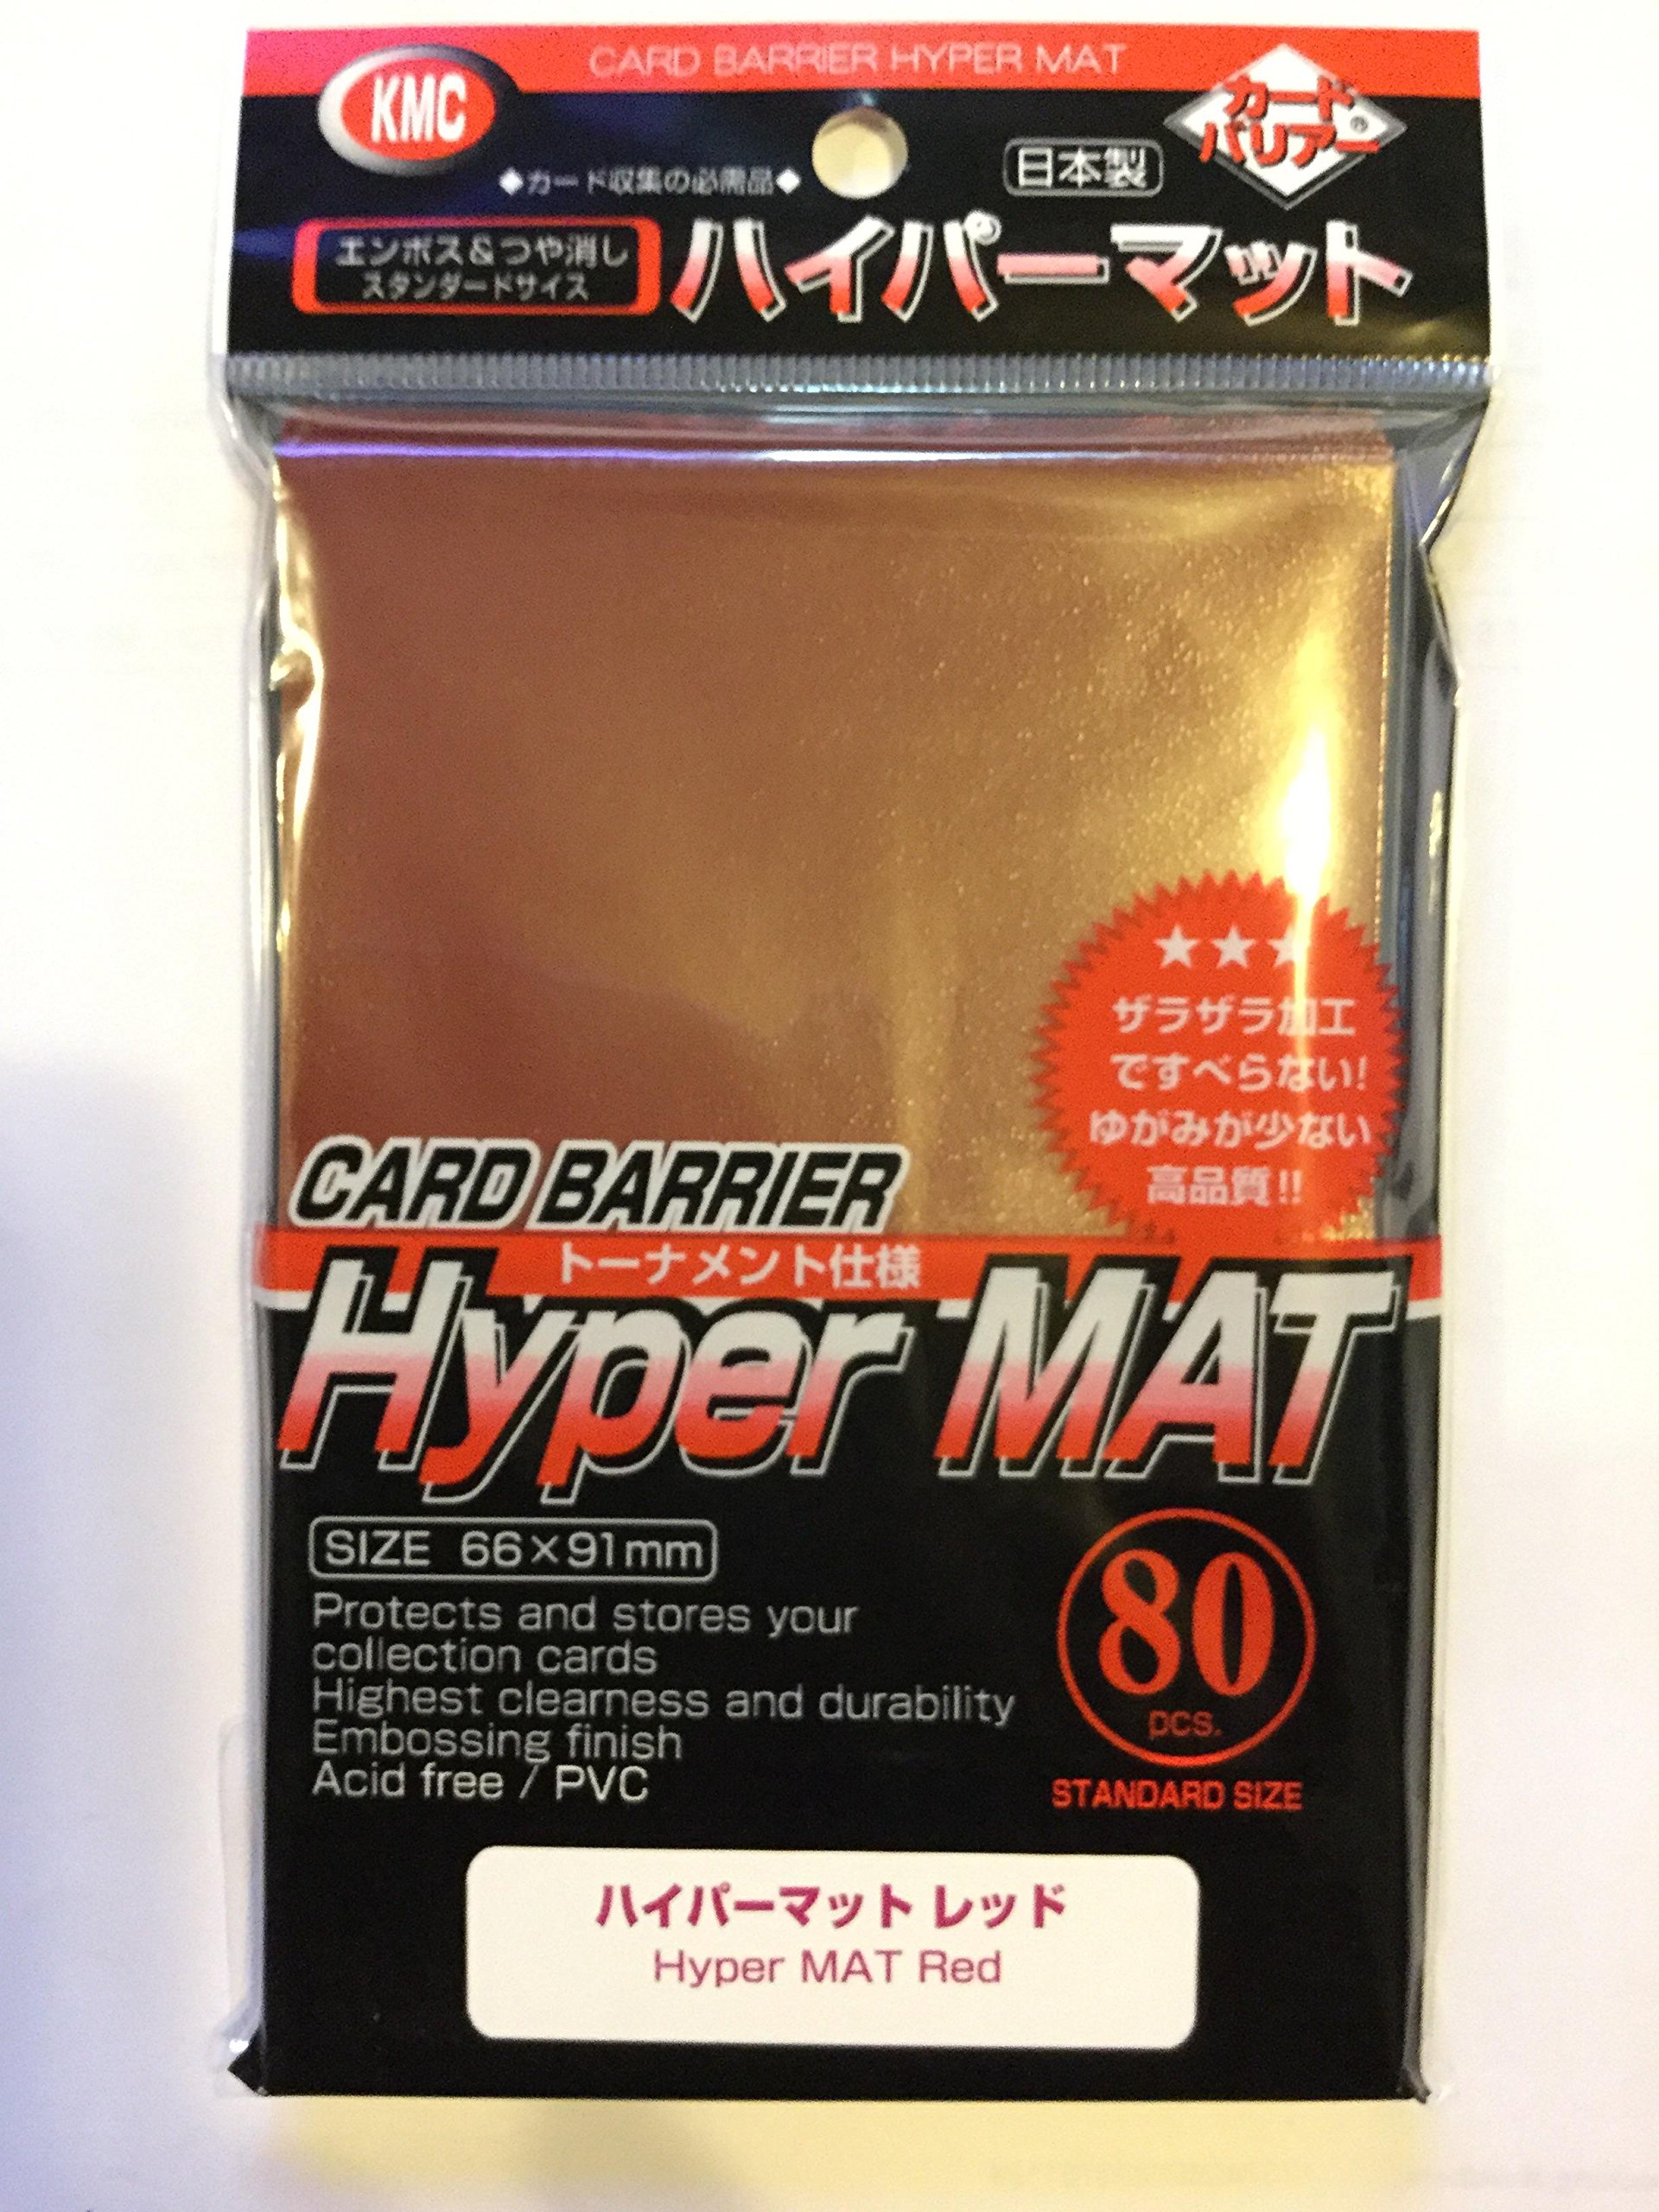 CARD BARRIER HYPER MAT
KMC
カード
バリアー®
◆カード収集の必需品◆
日本製
エンボス&つや消し
スタンダードサイズ
ハイパーマット
★★★
ザラザラ加工
ですべらない!
ゆがみが少ない
高品質!!
CARD BARRIER
トーナメント仕様
Hyper MAT
SIZE 66×91mm
Protects and stores your
collection cards
Highest clearness and durability
Embossing finish
Acid free / PVC
80
PCS.
STANDARD SIZE
ハイパーマット レッド
Hyper MAT Red